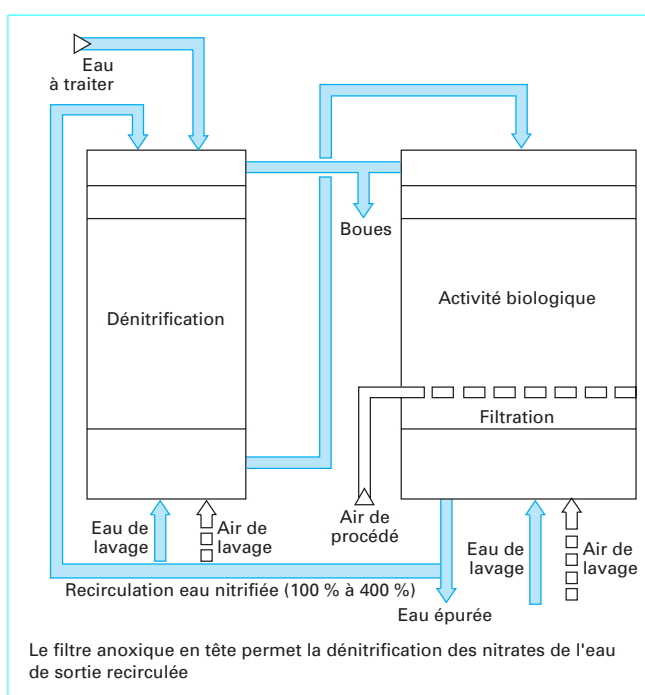 Eau
à traiter
Boues
Dénitrification
Activité biologique
Filtration
Air de
procédé
Eau de
lavage
Air de
lavage
Eau de
lavage
Air de
lavage
Recirculation eau nitrifiée (100 % à 400 %)
Eau épurée
Le filtre anoxique en tête permet la dénitrification des nitrates de l'eau
de sortie recirculée